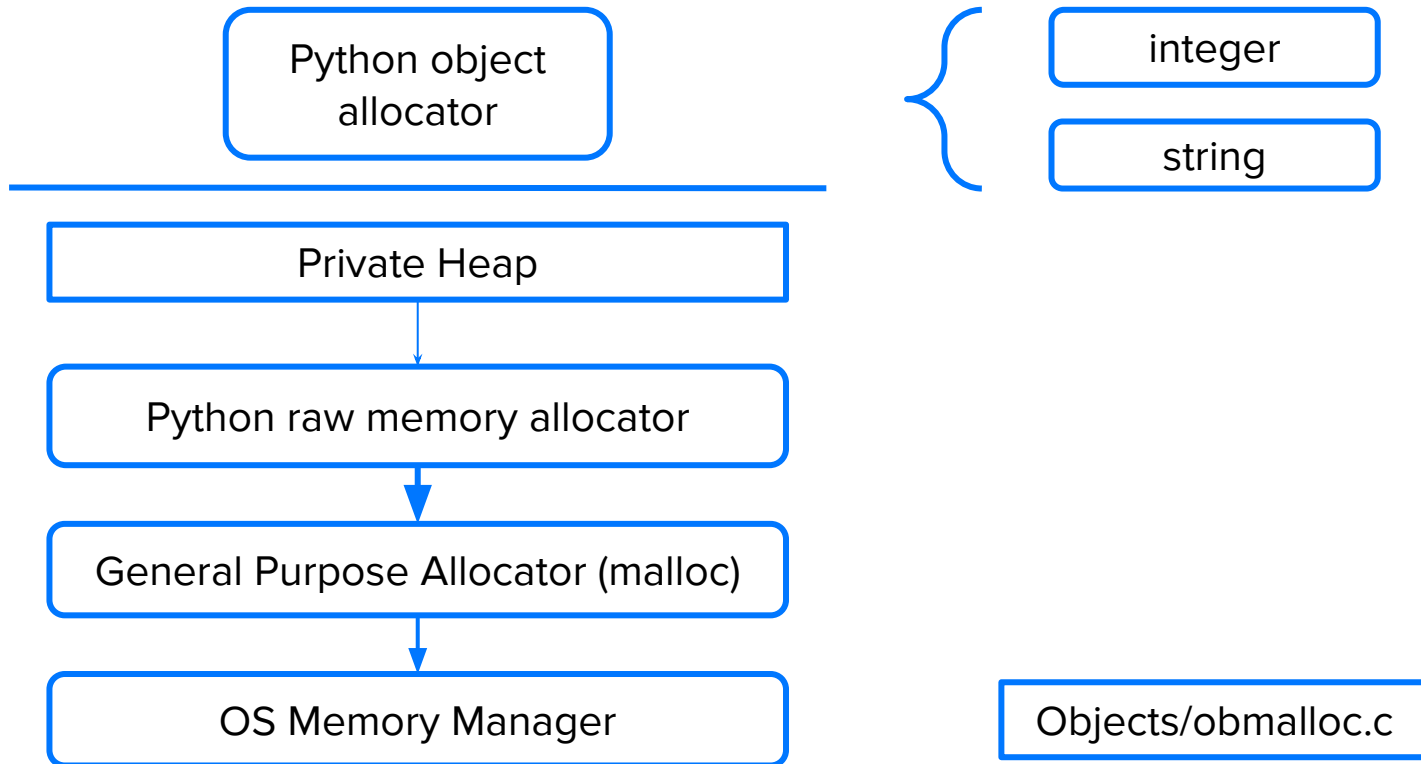 Python object
allocator
integer
string
Private Heap
Python raw memory allocator
General Purpose Allocator (malloc)
OS Memory Manager
Objects/obmalloc.c